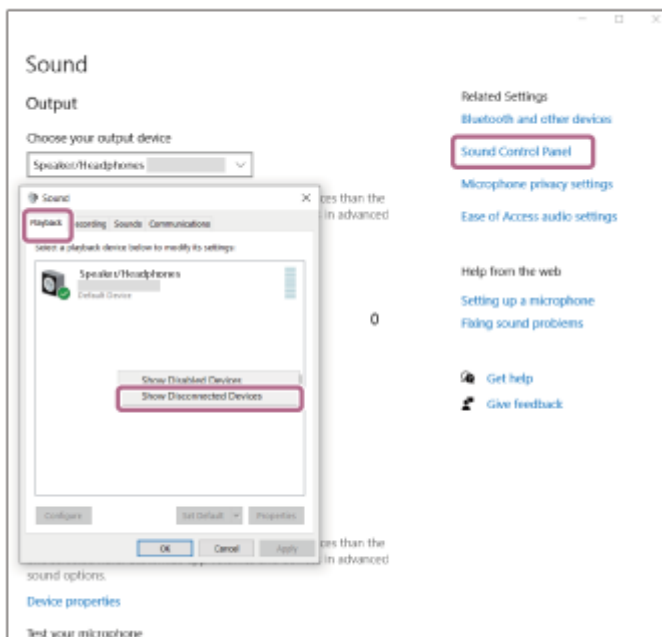 Sound
Output
Choose your output device
Speaker/Headphones
Sound
Playback
Recording Sounds Communications
Select a playback device below to modify its settings:
Speaker/Headphones
Default Device
Show Disabled Devices
Show Disconnected Devices
Configure
Set Default
Properties
OK
Cancel
Apply
ces than the
in advanced
0
ces than the
in advanced
sound options.
Device properties
Test your microphone
Related Settings
Bluetooth and other devices
Sound Control Panel
Microphone privacy settings
Ease of Access audio settings
Help from the web
Setting up a microphone
Fixing sound problems
Get help
Give feedback